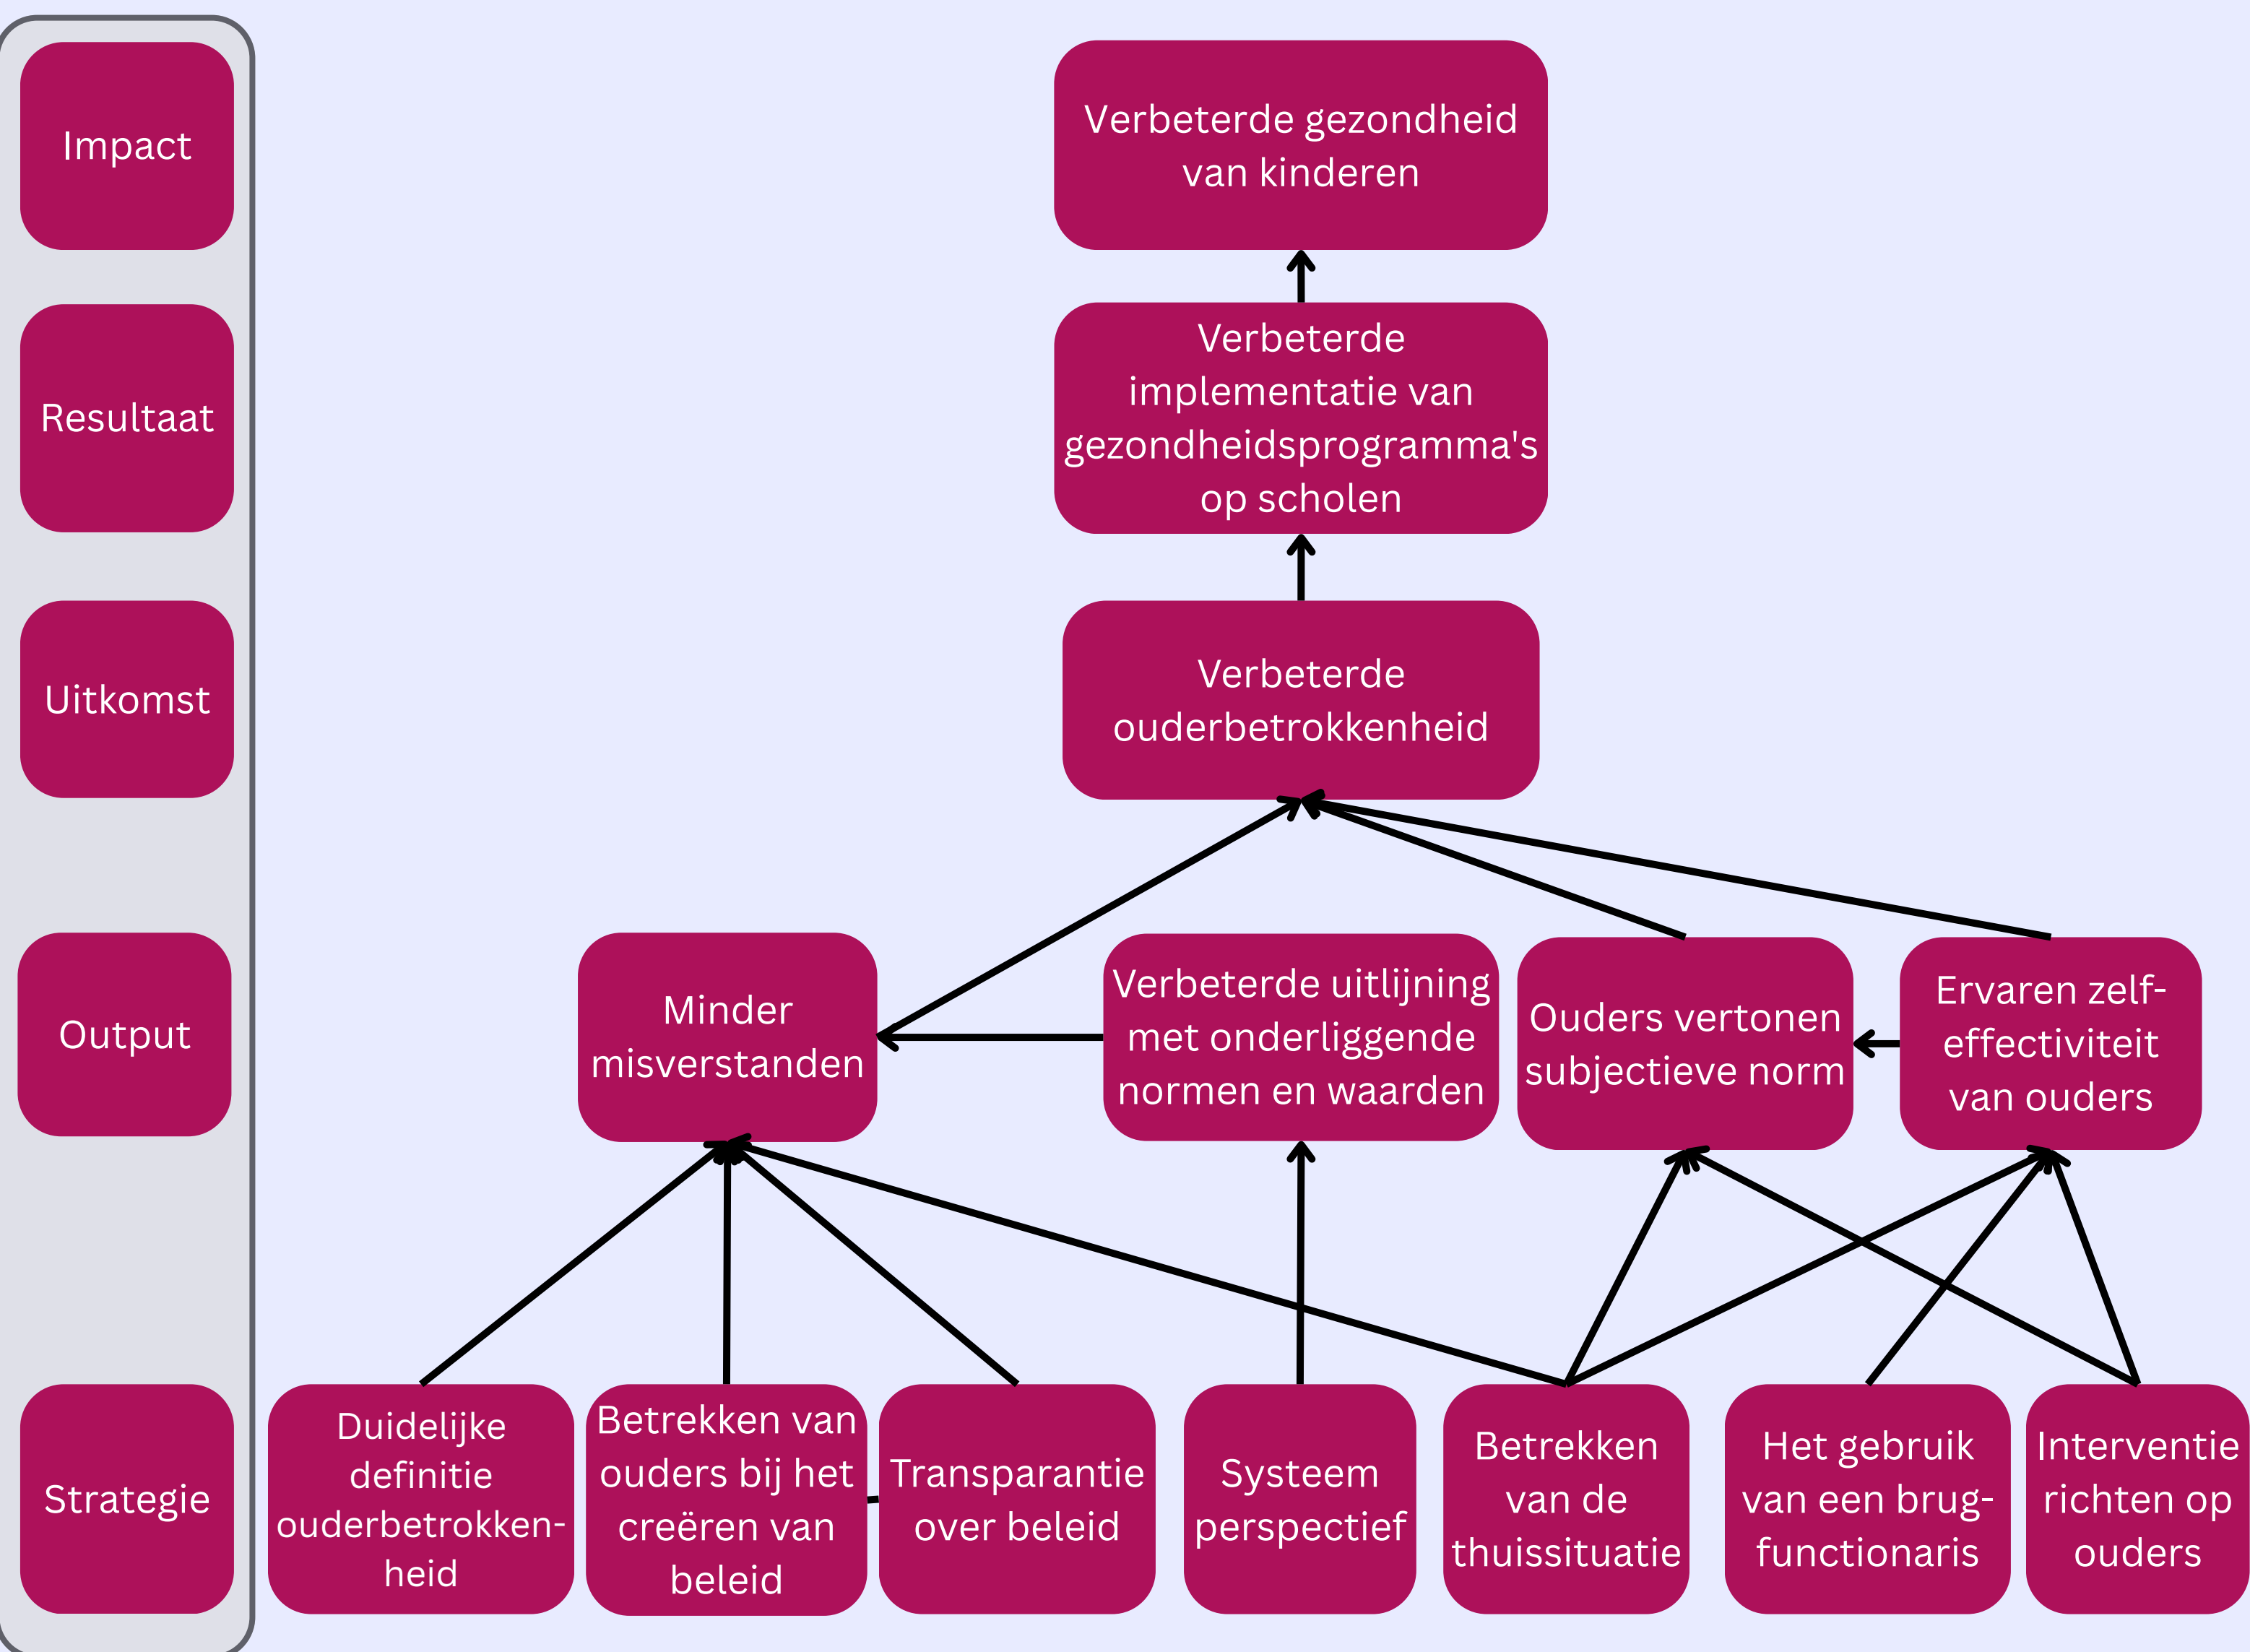 Impact
Verbeterde gezondheid
van kinderen
Resultaat
Verbeterde
implementatie van
gezondheidsprogramma's
op scholen
Uitkomst
Verbeterde
ouderbetrokkenheid
Output
Minder
misverstanden
Verbeterde uitlijning
met onderliggende
normen en waarden
Ouders vertonen
subjectieve norm
Ervaren zelf-
effectiviteit
van ouders
Strategie
Duidelijke
definitie
ouderbetrokken-
heid
Betrekken van
ouders bij het
creëren van
beleid
Transparantie
over beleid
Systeem
perspectief
Betrekken
van de
thuissituatie
Het gebruik
van een brug-
functionaris
Interventie
richten op
ouders